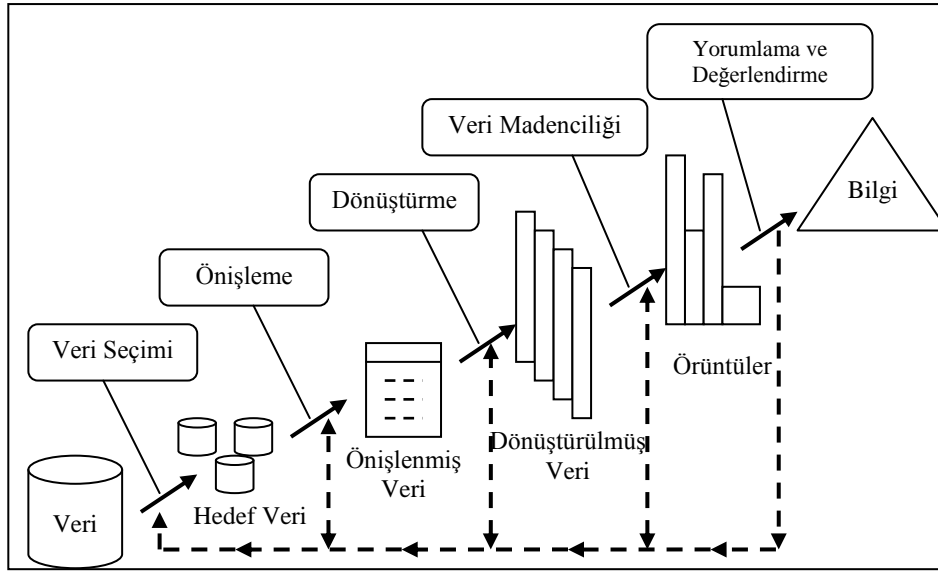 Yorumlama ve
Değerlendirme
Veri Madenciliği
Bilgi
Dönüştürme
Önişleme
Veri Seçimi
Örüntüler
Dönüştürülmüş
Veri
Önişlenmiş
Veri
Hedef Veri
Veri